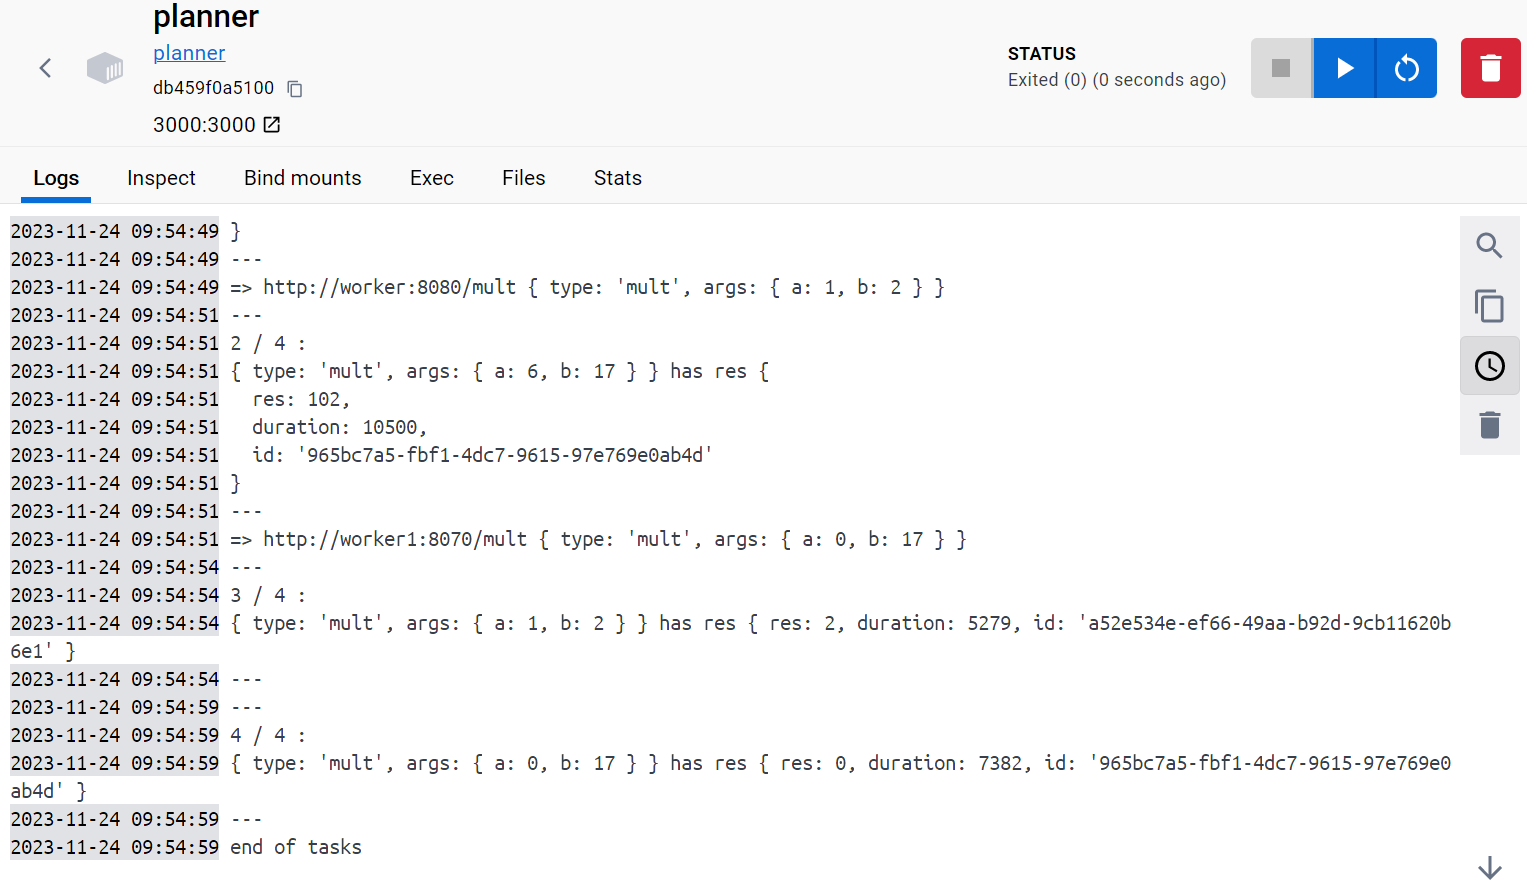 planner
planner
db459f0a5100
3000:3000
STATUS
Exited (0) (0 seconds ago)
Logs Inspect Bind mounts Exec Files Stats
2023-11-24 09:54:49 }
2023-11-24 09:54:49 ---
2023-11-24 09:54:49 => http://worker:8080/mult { type: 'mult', args: { a: 1, b: 2 } }
2023-11-24 09:54:51 ---
2023-11-24 09:54:51 2 / 4 :
2023-11-24 09:54:51 { type: 'mult', args: { a: 6, b: 17 } } has res {
2023-11-24 09:54:51   res: 102,
2023-11-24 09:54:51   duration: 10500,
2023-11-24 09:54:51   id: '965bc7a5-fbf1-4dc7-9615-97e769e0ab4d'
2023-11-24 09:54:51 }
2023-11-24 09:54:51 ---
2023-11-24 09:54:51 => http://worker1:8070/mult { type: 'mult', args: { a: 0, b: 17 } }
2023-11-24 09:54:54 ---
2023-11-24 09:54:54 3 / 4 :
2023-11-24 09:54:54 { type: 'mult', args: { a: 1, b: 2 } } has res { res: 2, duration: 5279, id: 'a52e534e-ef66-49aa-b92d-9cb11620b
6e1' }
2023-11-24 09:54:54 ---
2023-11-24 09:54:59 ---
2023-11-24 09:54:59 4 / 4 :
2023-11-24 09:54:59 { type: 'mult', args: { a: 0, b: 17 } } has res { res: 0, duration: 7382, id: '965bc7a5-fbf1-4dc7-9615-97e769e0
ab4d' }
2023-11-24 09:54:59 ---
2023-11-24 09:54:59 end of tasks